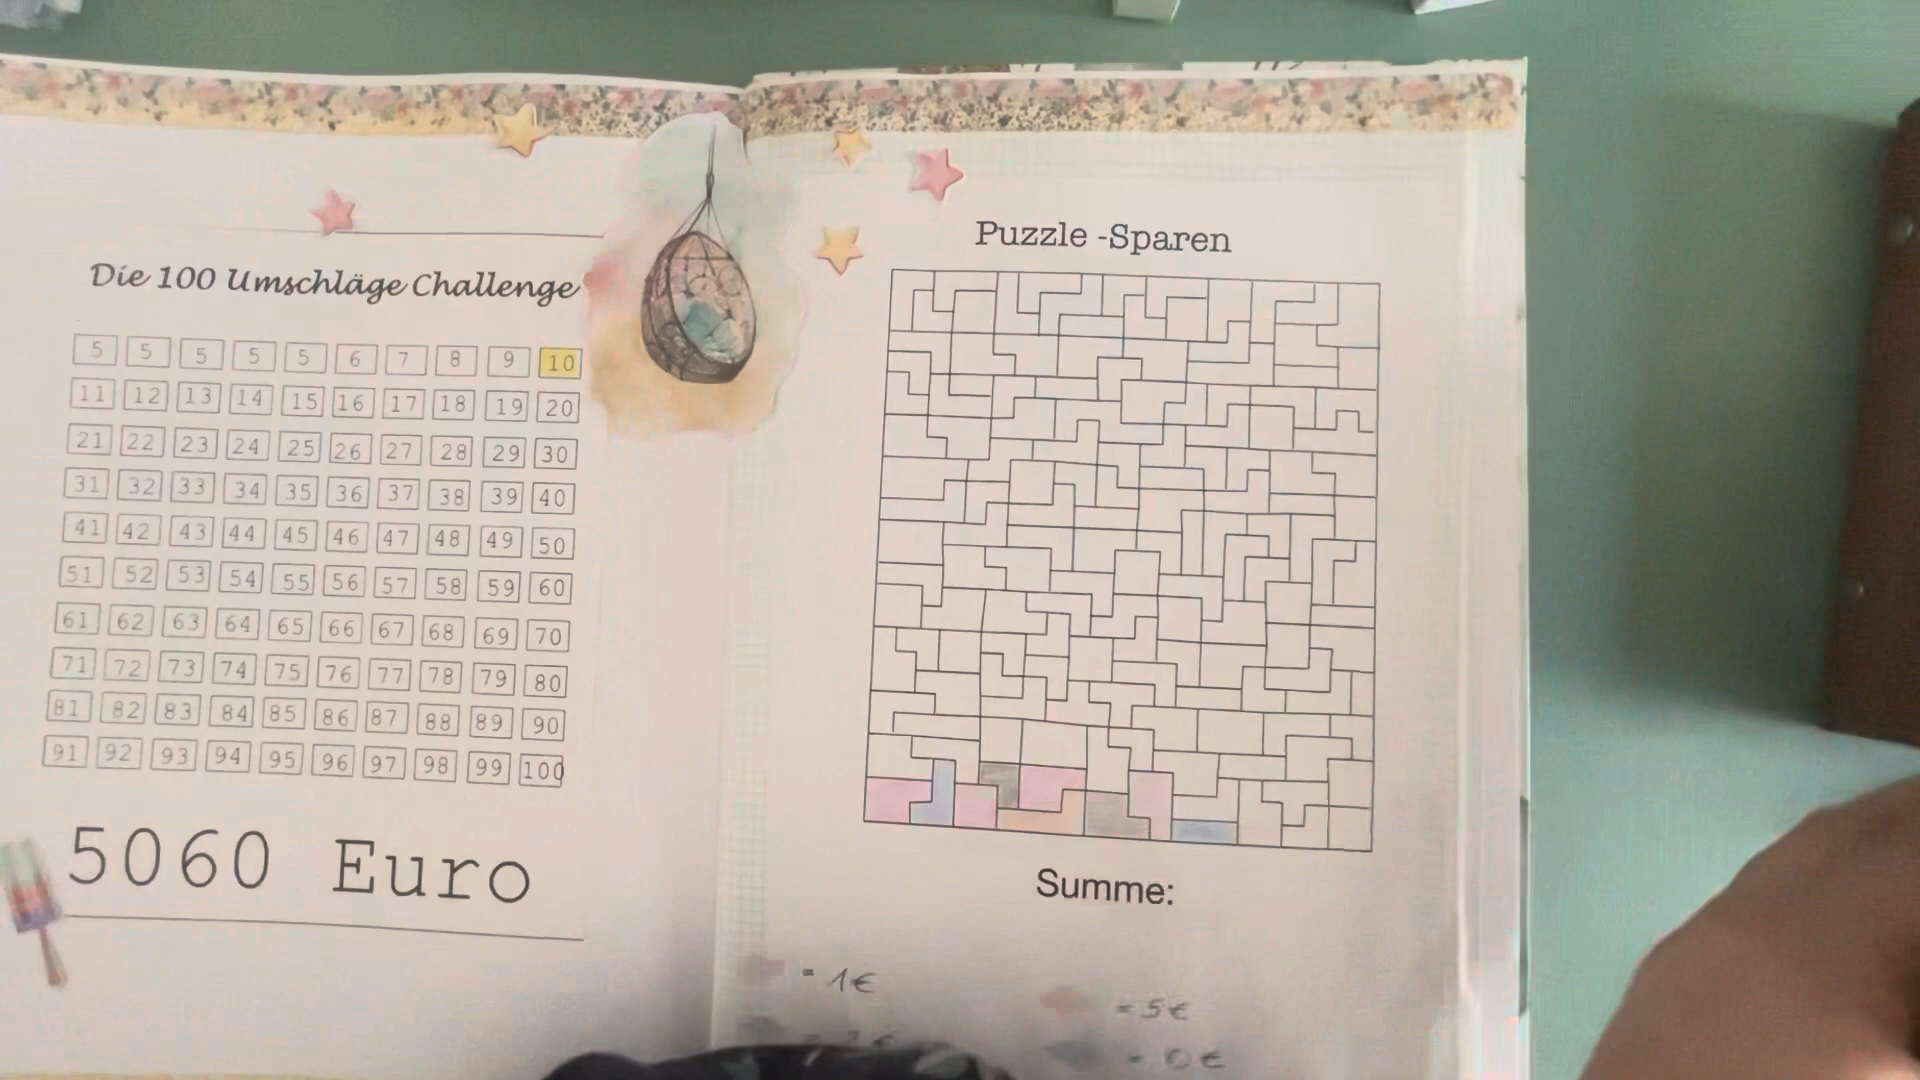 Die 100 Umschläge Challenge
5 5 5 5 5 6 7 8 9 10
11 12 13 14 15 16 17 18 19 20
21 22 23 24 25 26 27 28 29 30
31 32 33 34 35 36 37 38 39 40
41 42 43 44 45 46 47 48 49 50
51 52 53 54 55 56 57 58 59 60
61 62 63 64 65 66 67 68 69 70
71 72 73 74 75 76 77 78 79 80
81 82 83 84 85 86 87 88 89 90
91 92 93 94 95 96 97 98 99 100
5060 Euro
Puzzle -Sparen
Summe:
= 1€
= 5€